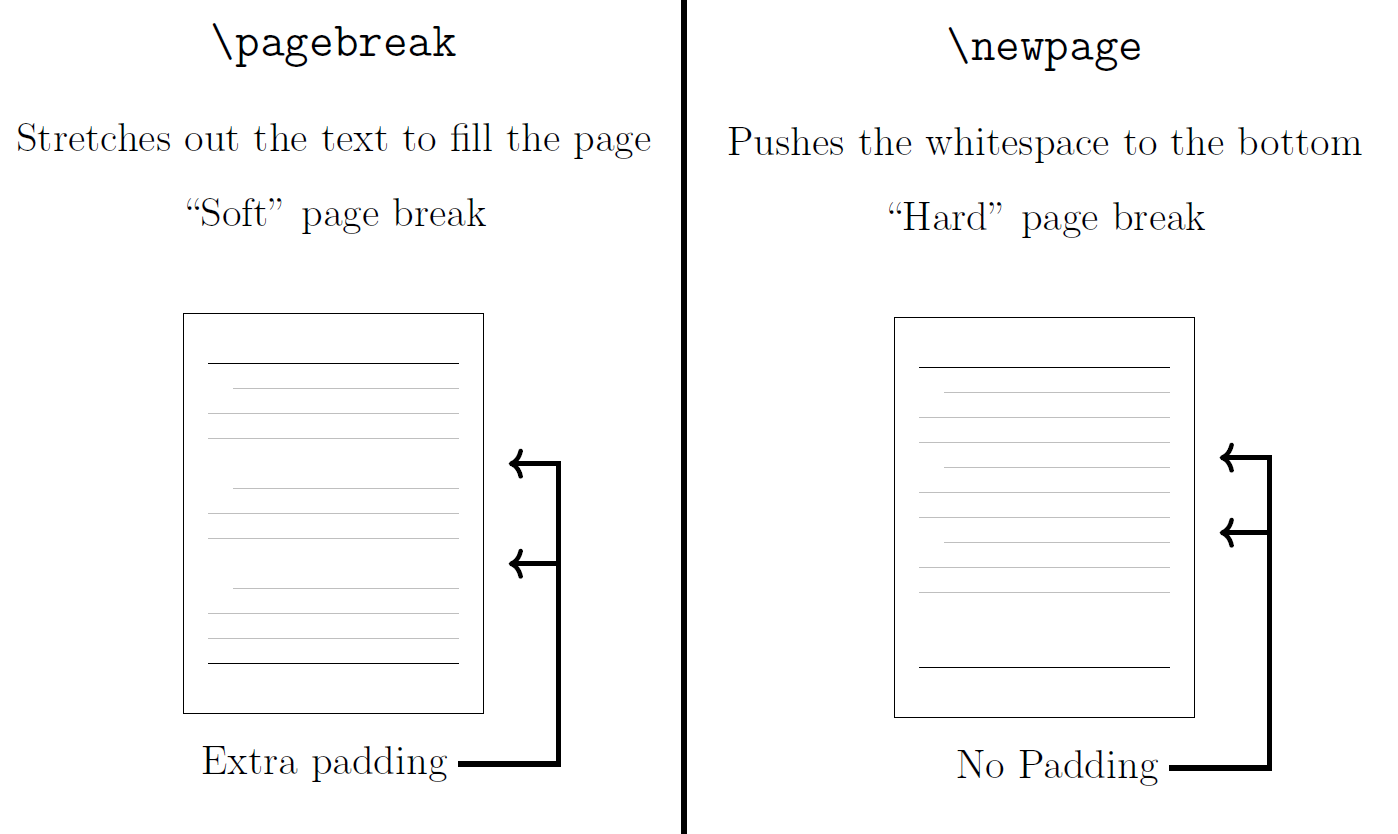 \pagebreak
Stretches out the text to fill the page
“Soft” page break
Extra padding
\newpage
Pushes the whitespace to the bottom
“Hard” page break
No Padding